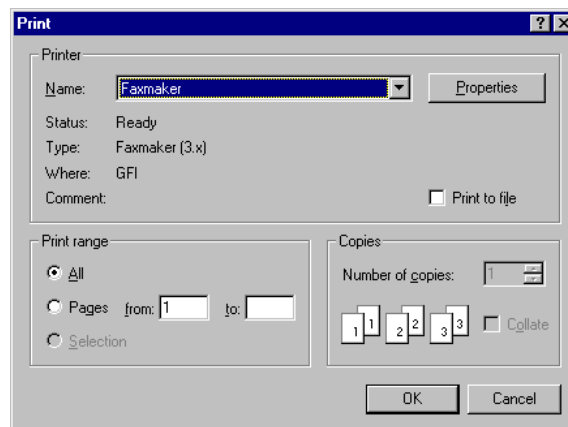 Print
Printer
Name: Faxmaker Properties
Status: Ready
Type: Faxmaker (3.x)
Where: GFI
Comment: Print to file
Print range
All
Pages from: 1 to:
Selection
Copies
Number of copies: 1
1 1 2 2 3 3 Collate
OK Cancel